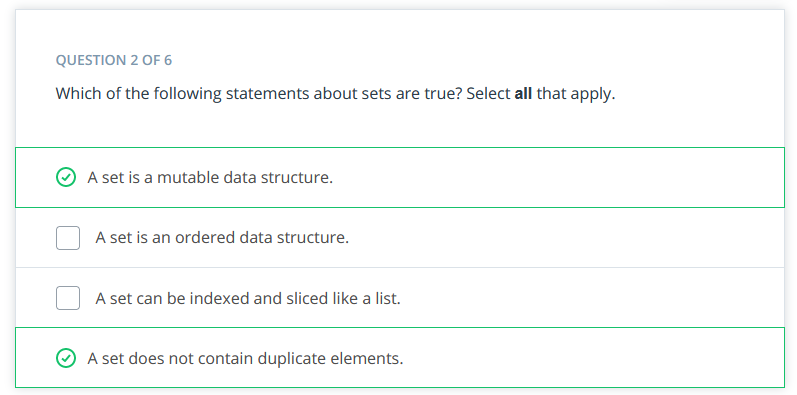 QUESTION 2 OF 6
Which of the following statements about sets are true? Select all that apply.
A set is a mutable data structure.
A set is an ordered data structure.
A set can be indexed and sliced like a list.
A set does not contain duplicate elements.